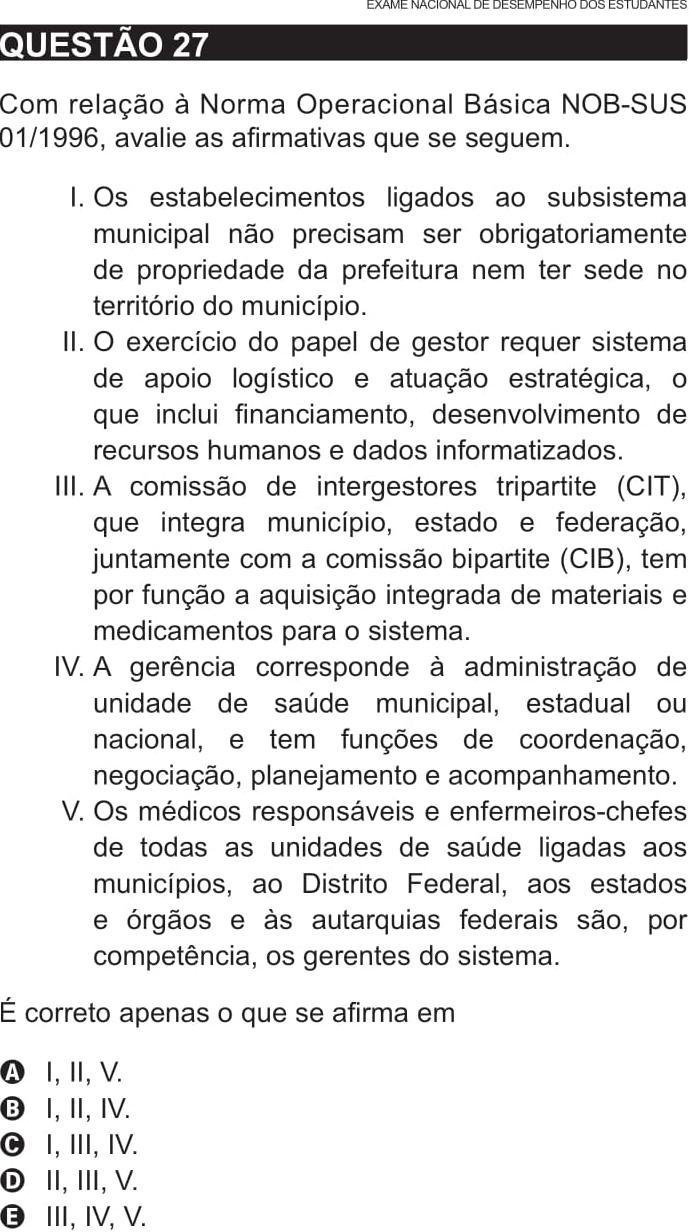 EXAME NACIONAL DE DESEMPENHO DOS ESTUDANTES
QUESTÃO 27
Com relação à Norma Operacional Básica NOB-SUS
01/1996, avalie as afirmativas que se seguem.
I. Os estabelecimentos ligados ao subsistema
municipal não precisam ser obrigatoriamente
de propriedade da prefeitura nem ter sede no
território do município.
II. O exercício do papel de gestor requer sistema
de apoio logístico e atuação estratégica, o
que inclui financiamento, desenvolvimento de
recursos humanos e dados informatizados.
III. A comissão de intergestores tripartite (CIT),
que integra município, estado e federação,
juntamente com a comissão bipartite (CIB), tem
por função a aquisição integrada de materiais e
medicamentos para o sistema.
IV. A gerência corresponde à administração de
unidade de saúde municipal, estadual ou
nacional, e tem funções de coordenação,
negociação, planejamento e acompanhamento.
V. Os médicos responsáveis e enfermeiros-chefes
de todas as unidades de saúde ligadas aos
municípios, ao Distrito Federal, aos estados
e órgãos e às autarquias federais são, por
competência, os gerentes do sistema.
É correto apenas o que se afirma em
A I, II, V.
B I, II, IV.
C I, III, IV.
D II, III, V.
E III, IV, V.